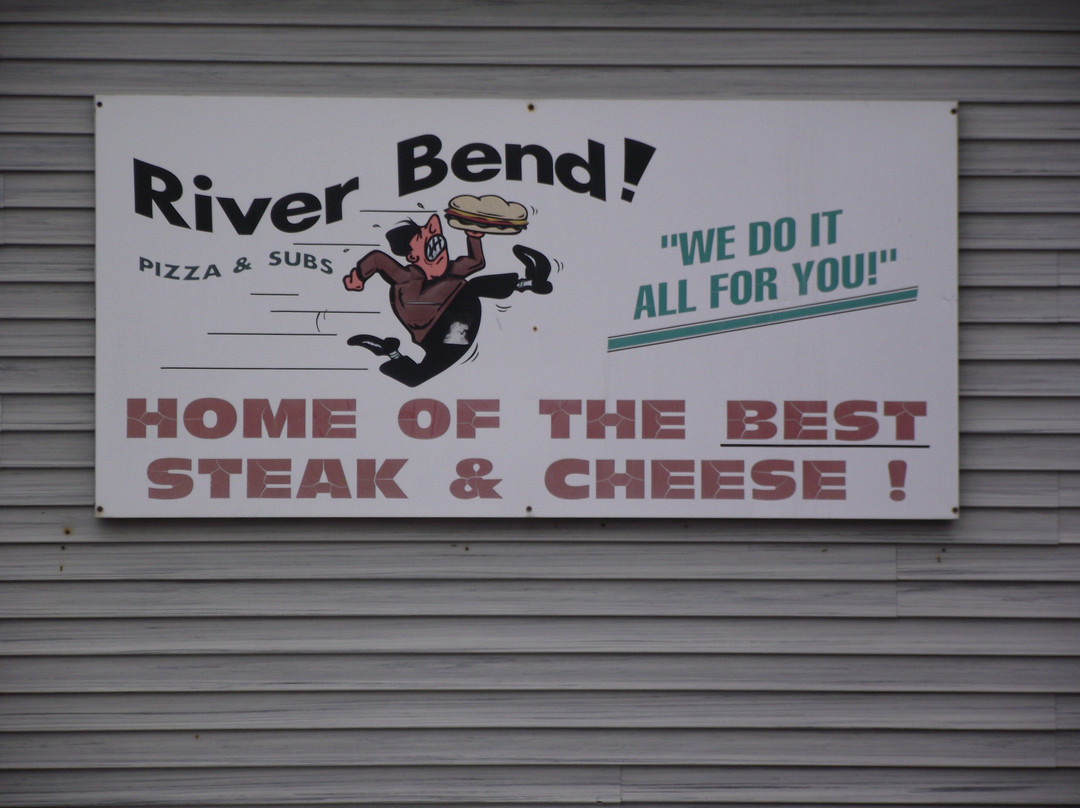 River Bend!
PIZZA & SUBS
"WE DO IT
ALL FOR YOU!"
HOME OF THE BEST
STEAK & CHEESE !